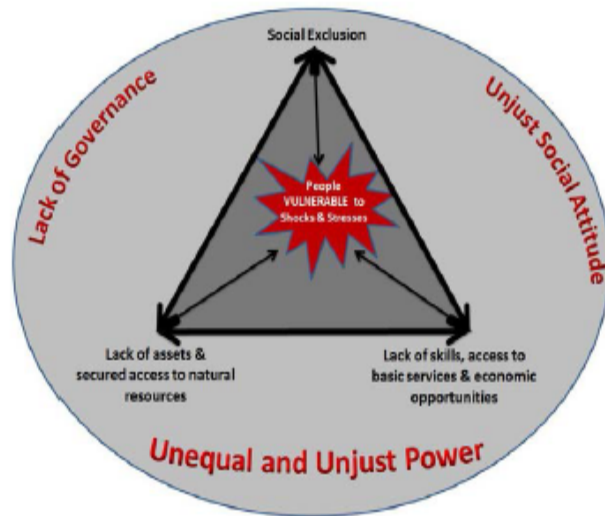 Social Exclusion
Lack of Governance
Unjust Social Attitude
People
VULNERABLE to
Shocks & Stresses
Lack of assets &
secured access to natural
resources
Lack of skills, access to
basic services & economic
opportunities
Unequal and Unjust Power